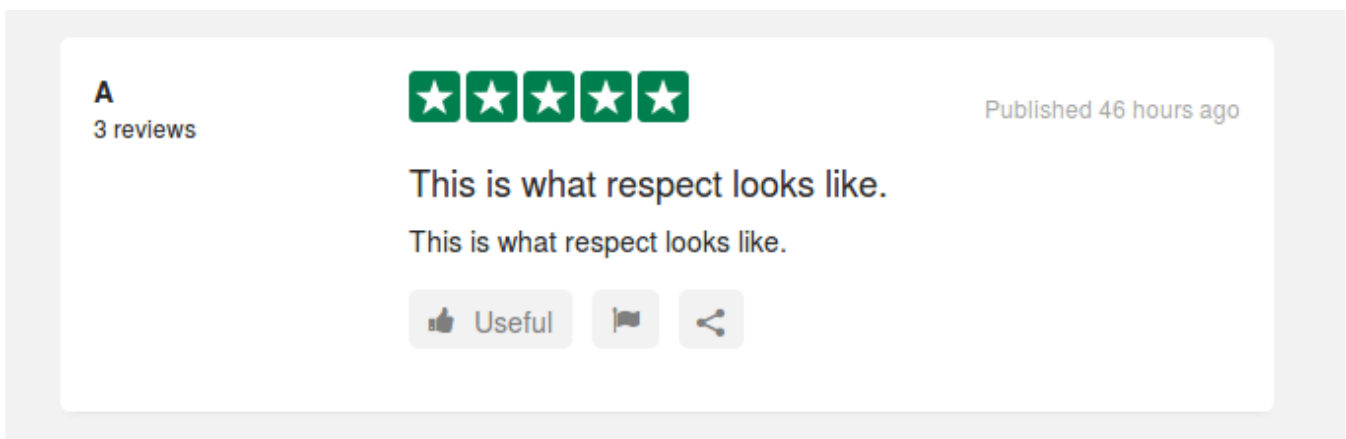 A
3 reviews
Published 46 hours ago
This is what respect looks like.
This is what respect looks like.
Useful